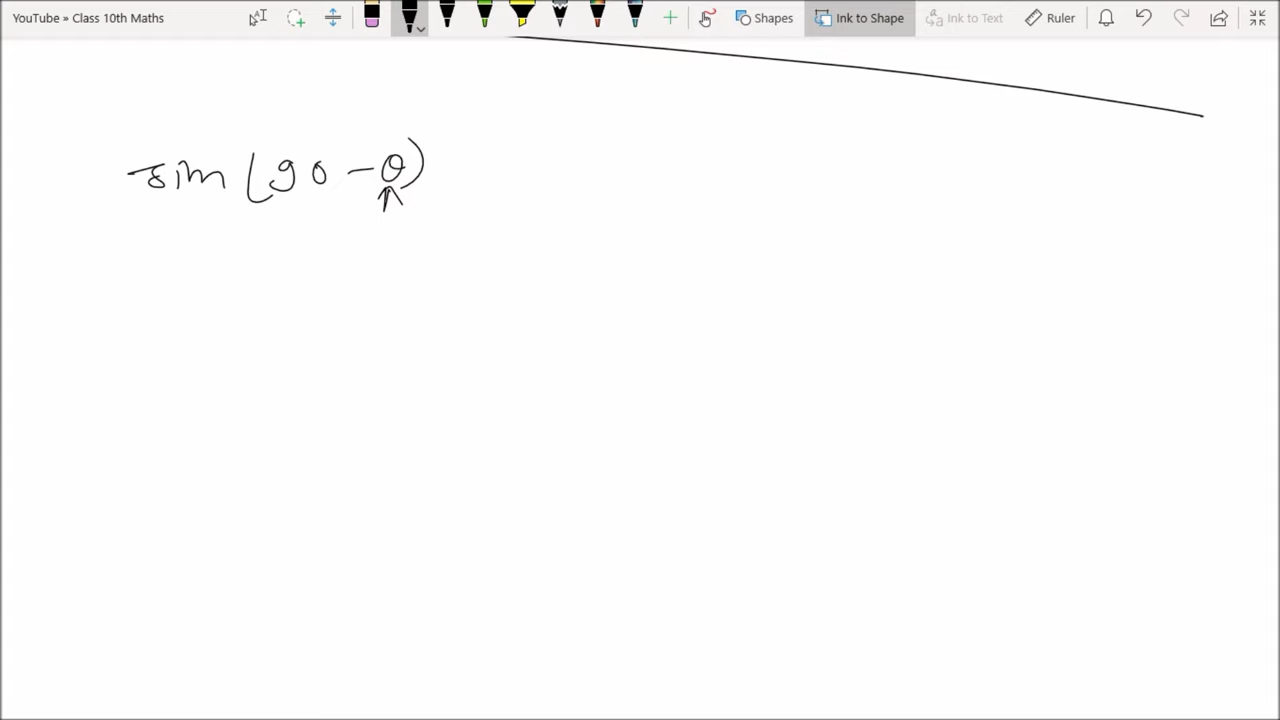 YouTube » Class 10th Maths Shapes Ink to Shape Ink to Text Ruler
sin (90 - θ)